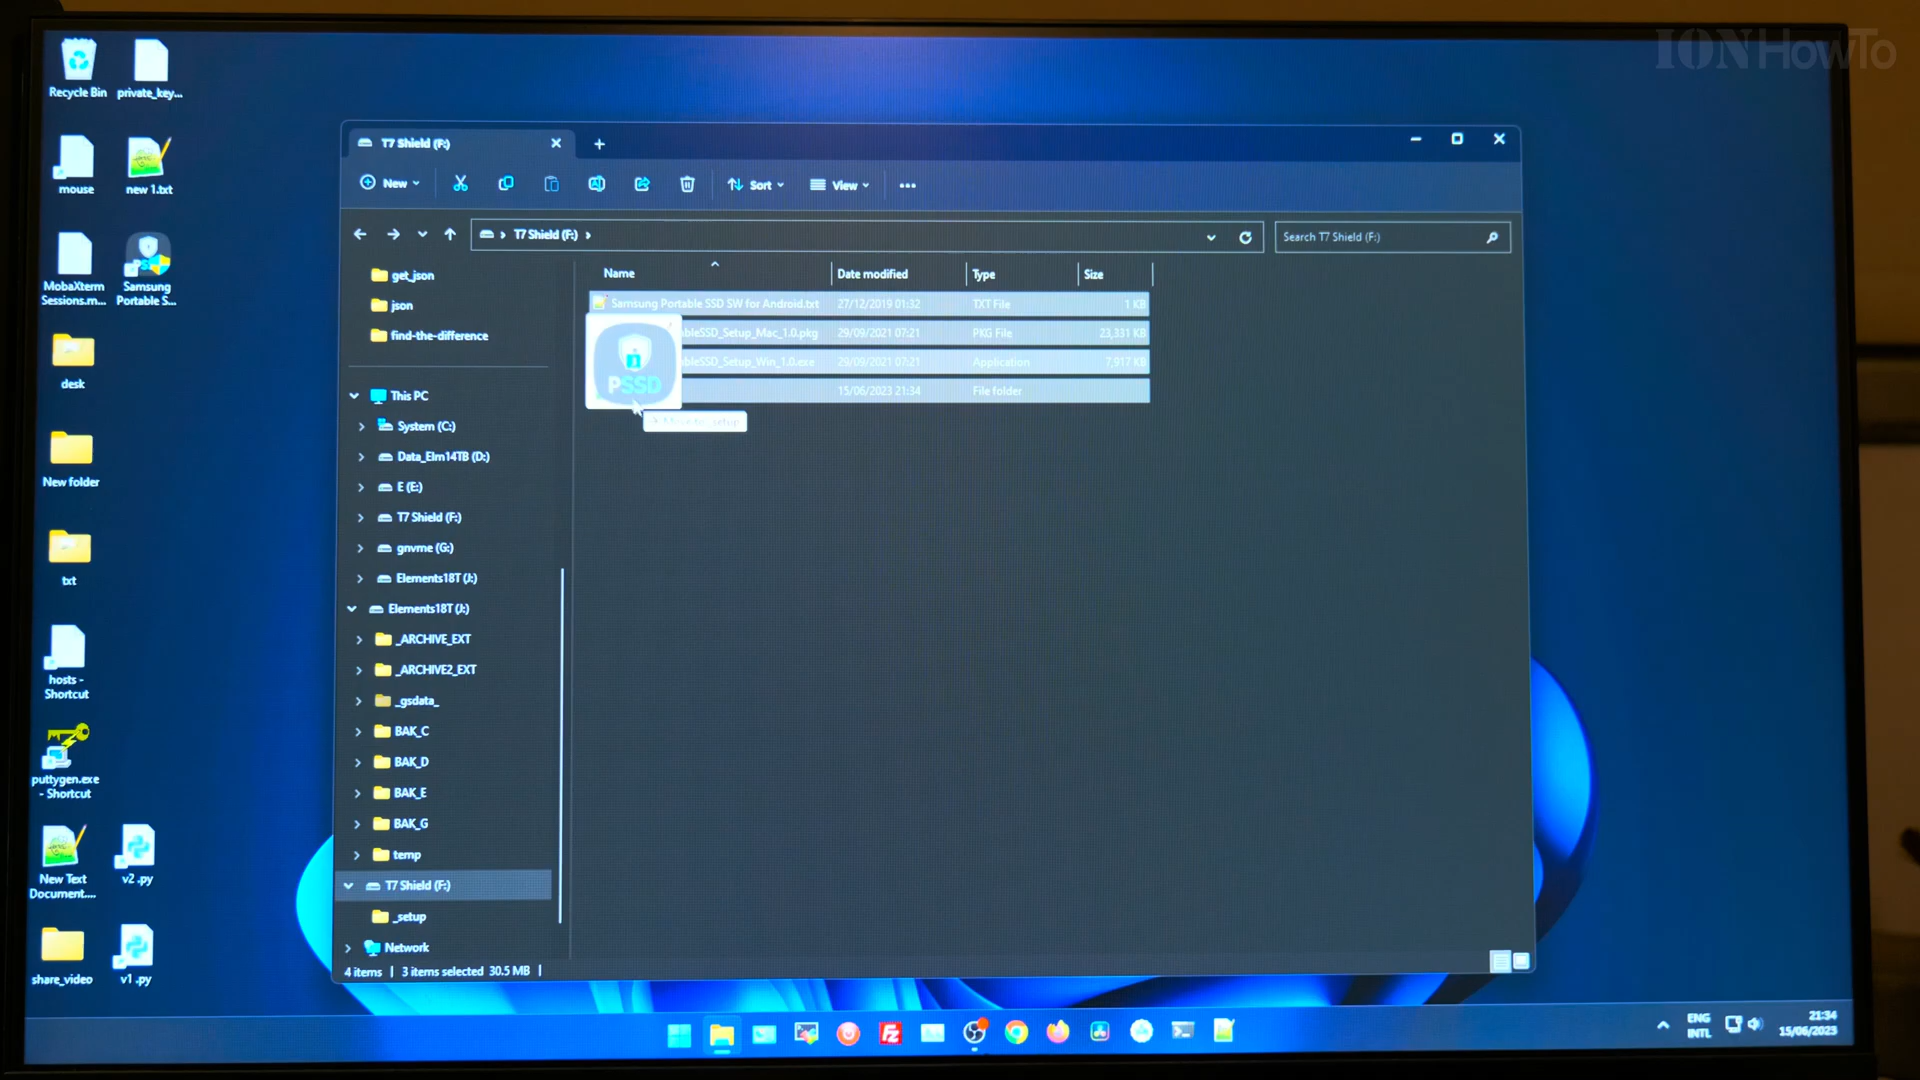 IONHowTo
Recycle Bin
private_key...
mouse
new 1.txt
MobaXterm
Sessions.m...
Samsung
Portable S...
desk
New folder
txt
hosts -
Shortcut
puttygen.exe
- Shortcut
New Text
Document....
v2 .py
share_video
v1 .py
T7 Shield (F:)
New
Sort
View
T7 Shield (F:)
Search T7 Shield (F:)
get_json
json
find-the-difference
This PC
System (C:)
Data_Elm14TB (D:)
E (E:)
T7 Shield (F:)
gnvme (G:)
Elements18T (J:)
Elements18T (J:)
_ARCHIVE_EXT
_ARCHIVE2_EXT
_gsdata_
BAK_C
BAK_D
BAK_E
BAK_G
temp
T7 Shield (F:)
_setup
Network
Name Date modified Type Size
Samsung Portable SSD SW for Android.txt 27/12/2019 01:32 TXT File 1 KB
bleSSD_Setup_Mac_1.0.pkg 29/09/2021 07:21 PKG File 23,331 KB
bleSSD_Setup_Win_1.0.exe 29/09/2021 07:21 Application 7,917 KB
15/06/2023 21:34 File folder
PSSD
4 items 3 items selected 30.5 MB
ENG
INTL
21:34
15/06/2023